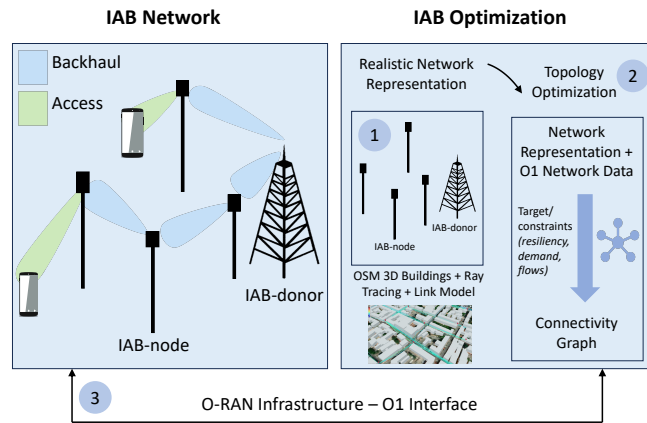 IAB Network
Backhaul
Access
IAB-donor
IAB-node
IAB Optimization
Realistic Network
Representation
Topology
Optimization
2
1
IAB-node
IAB-donor
OSM 3D Buildings + Ray
Tracing + Link Model
Network
Representation +
O1 Network Data
Target/
constraints
(resiliency,
demand,
flows)
Connectivity
Graph
3
O-RAN Infrastructure – O1 Interface